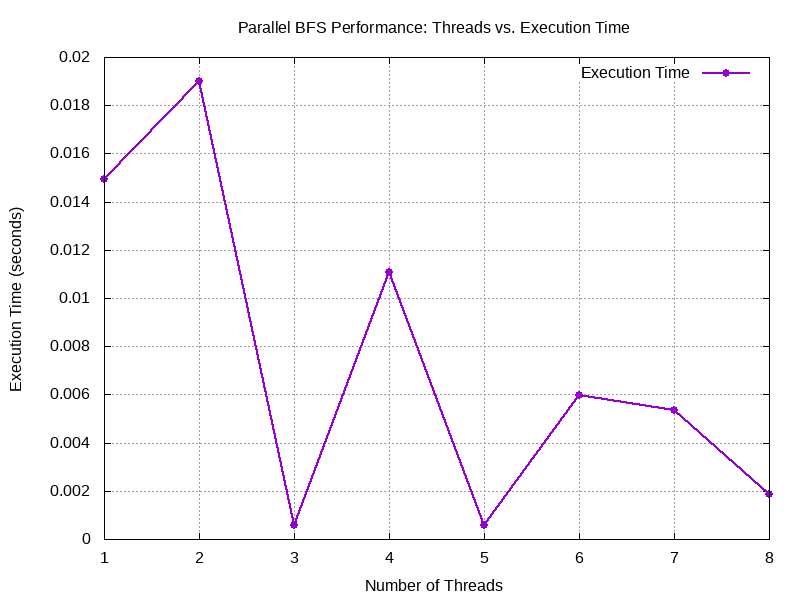 Parallel BFS Performance: Threads vs. Execution Time
Execution Time
0.02
0.018
0.016
0.014
0.012
0.01
0.008
0.006
0.004
0.002
0
Execution Time (seconds)
1 2 3 4 5 6 7 8
Number of Threads